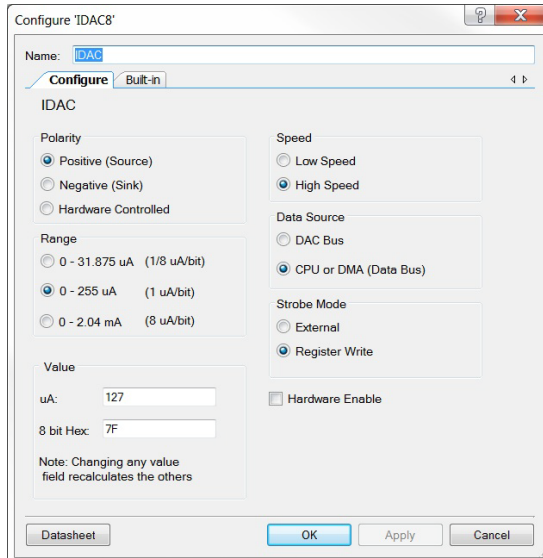 Configure 'IDAC8'
Name: IDAC
Configure Built-in
IDAC
Polarity
Positive (Source)
Negative (Sink)
Hardware Controlled
Range
0 - 31.875 uA (1/8 uA/bit)
0 - 255 uA (1 uA/bit)
0 - 2.04 mA (8 uA/bit)
Value
uA: 127
8 bit Hex: 7F
Note: Changing any value
field recalculates the others
Speed
Low Speed
High Speed
Data Source
DAC Bus
CPU or DMA (Data Bus)
Strobe Mode
External
Register Write
Hardware Enable
Datasheet OK Apply Cancel